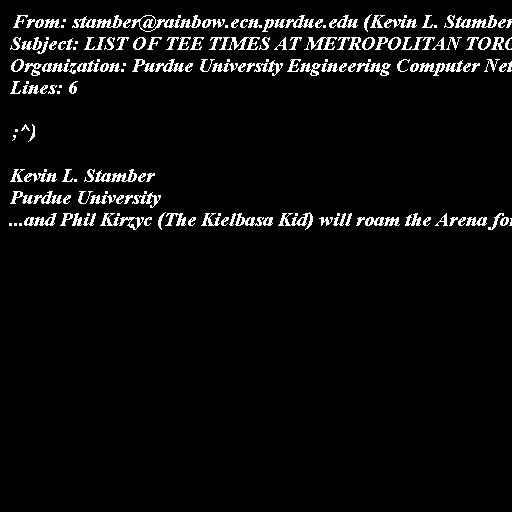 From: stamber@rainbow.ecn.purdue.edu (Kevin L. Stamber
Subject: LIST OF TEE TIMES AT METROPOLITAN TORO
Organization: Purdue University Engineering Computer Net
Lines: 6
;^)
Kevin L. Stamber
Purdue University
...and Phil Kirzyc (The Kielbasa Kid) will roam the Arena for